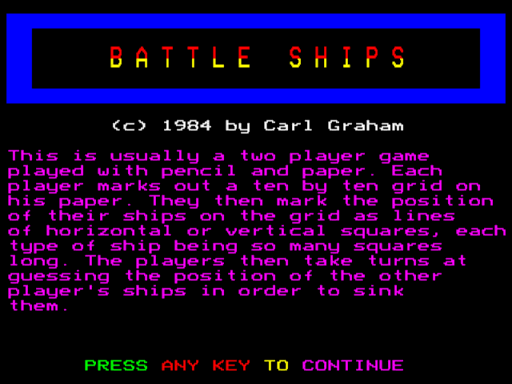 BATTLE SHIPS
(c) 1984 by Carl Graham
This is usually a two player game
played with pencil and paper. Each
player marks out a ten by ten grid on
his paper. They then mark the position
of their ships on the grid as lines
of horizontal or vertical squares, each
type of ship being so many squares
long. The players then take turns at
guessing the position of the other
player's ships in order to sink
them.
PRESS ANY KEY TO CONTINUE